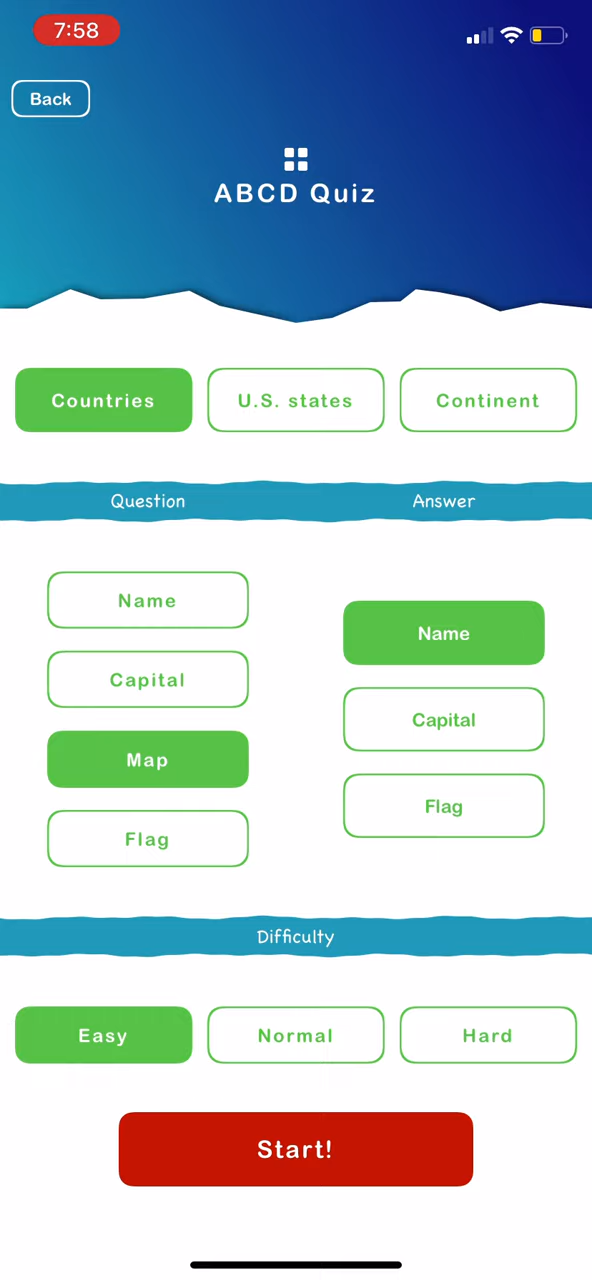 7:58
Back
ABCD Quiz
Countries U.S. states Continent
Question Answer
Name
Name
Capital
Capital
Map
Flag
Flag
Difficulty
Easy Normal Hard
Start!